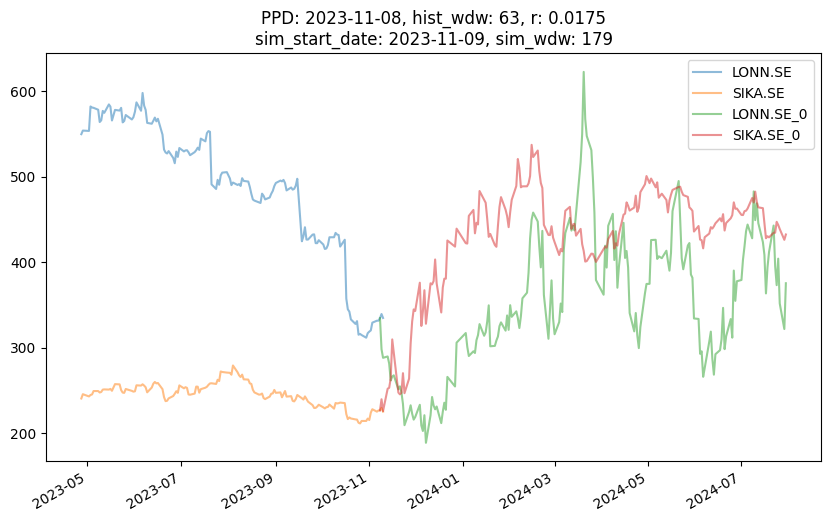 PPD: 2023-11-08, hist_wdw: 63, r: 0.0175
sim_start_date: 2023-11-09, sim_wdw: 179
LONN.SE
SIKA.SE
LONN.SE_0
SIKA.SE_0
600
500
400
300
200
2023-05
2023-07
2023-09
2023-11
2024-01
2024-03
2024-05
2024-07